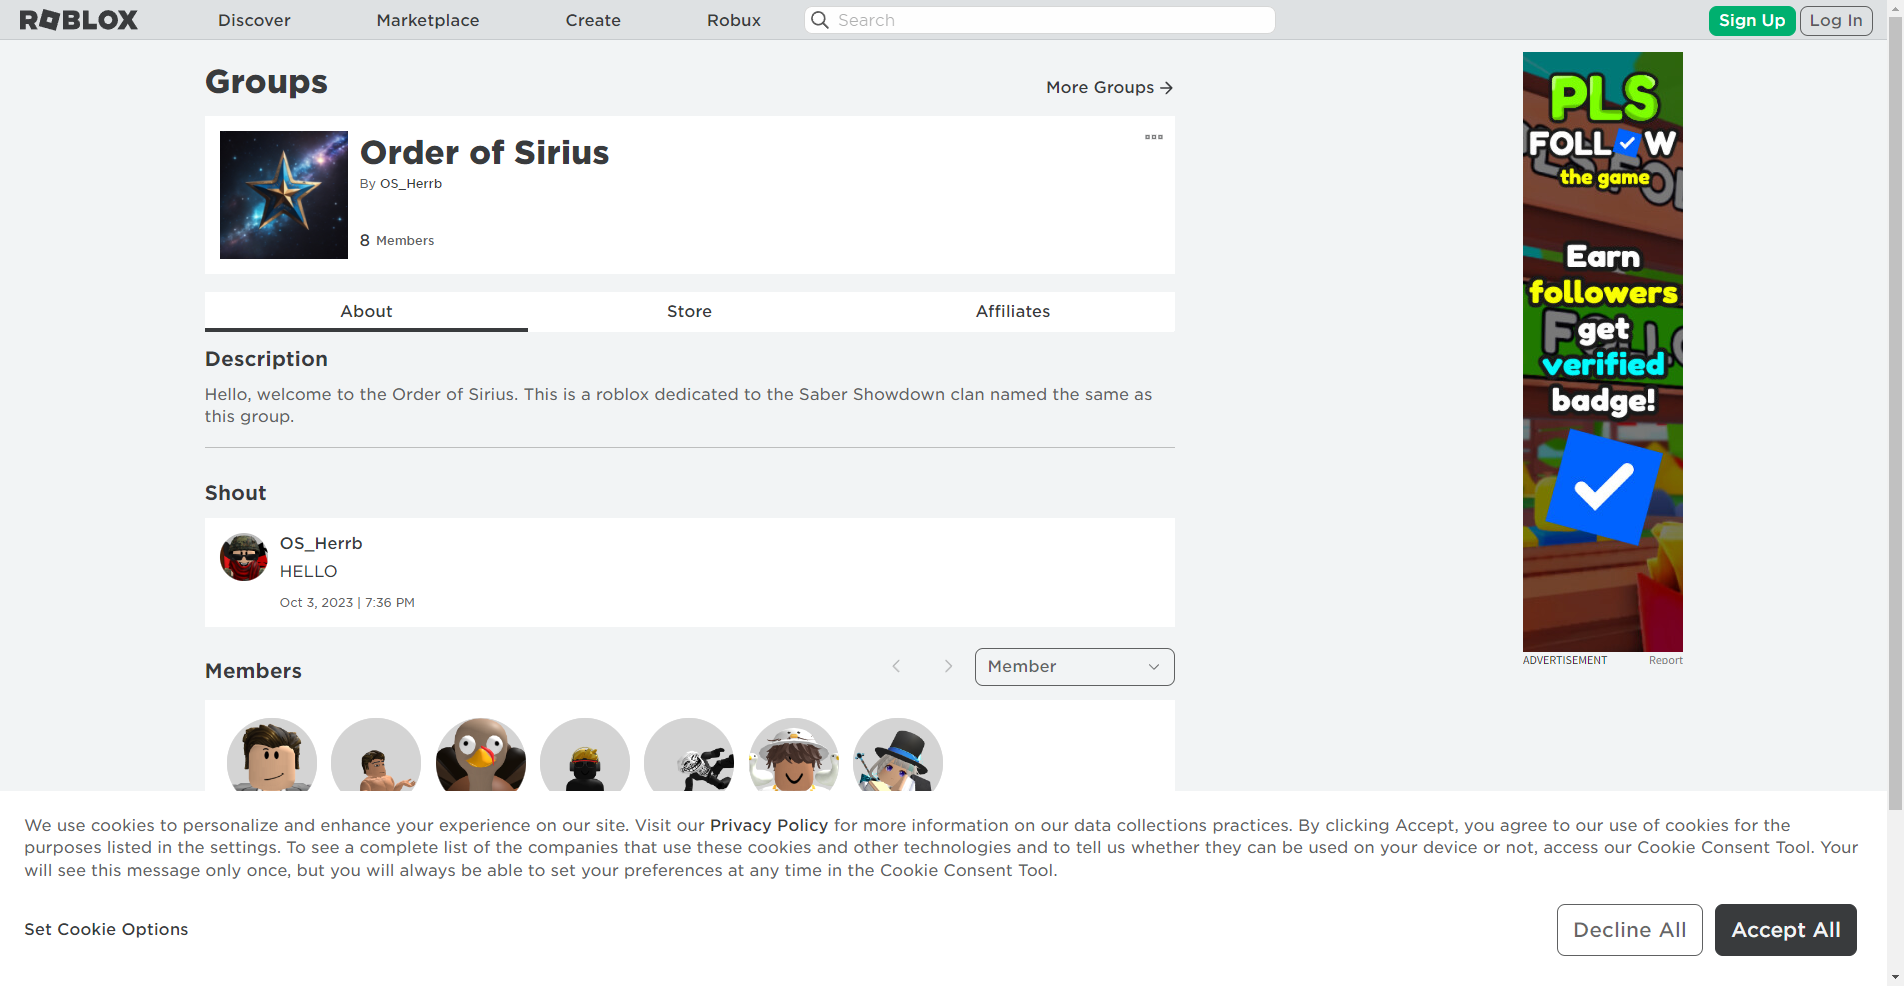 ROBLOX
Discover
Marketplace
Create
Robux
Search
Sign Up
Log In
Groups
More Groups
Order of Sirius
By OS_Herrb
8 Members
About
Store
Affiliates
Description
Hello, welcome to the Order of Sirius. This is a roblox dedicated to the Saber Showdown clan named the same as
this group.
Shout
OS_Herrb
HELLO
Oct 3, 2023 | 7:36 PM
Members
Member
PLS
FOLLOW
the game
Earn
followers
get
verified
badge!
ADVERTISEMENT
Report
We use cookies to personalize and enhance your experience on our site. Visit our Privacy Policy for more information on our data collections practices. By clicking Accept, you agree to our use of cookies for the
purposes listed in the settings. To see a complete list of the companies that use these cookies and other technologies and to tell us whether they can be used on your device or not, access our Cookie Consent Tool. Your
will see this message only once, but you will always be able to set your preferences at any time in the Cookie Consent Tool.
Set Cookie Options
Decline All
Accept All